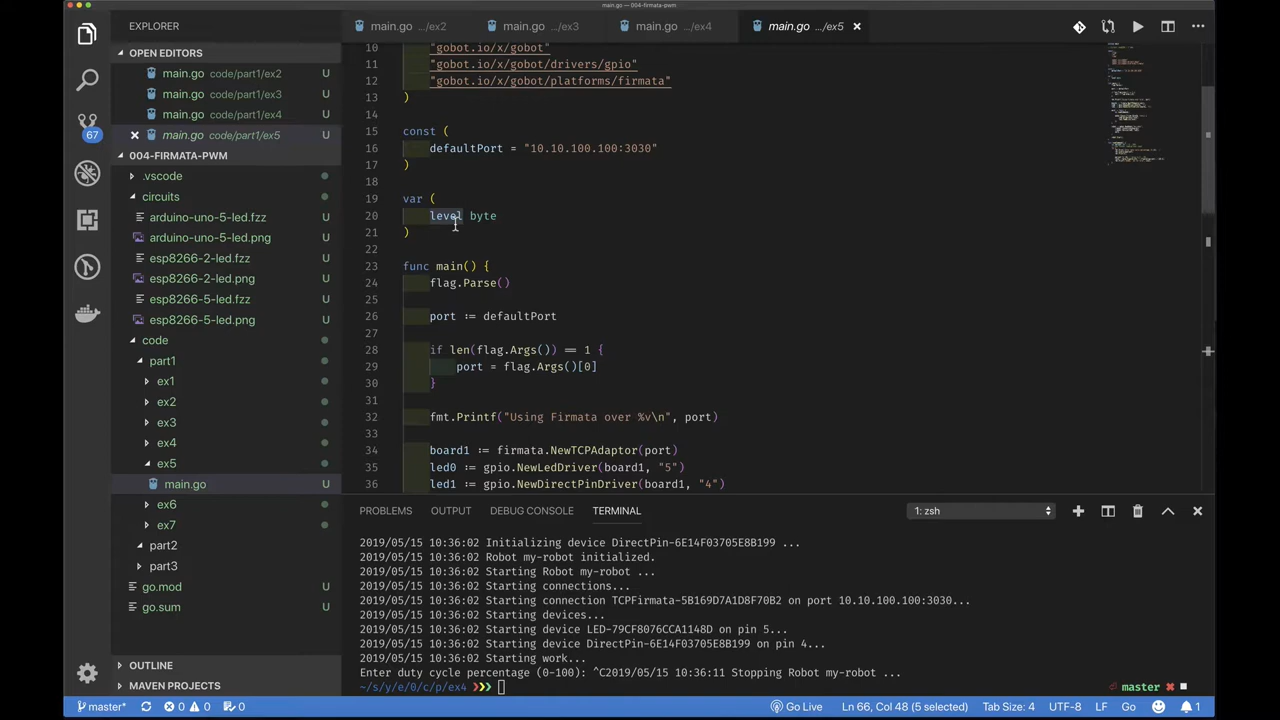 main.go — 004-firmata-pwm
EXPLORER
main.go .../ex2
main.go .../ex3
main.go .../ex4
main.go .../ex5
OPEN EDITORS
main.go code/part1/ex2 U
main.go code/part1/ex3 U
main.go code/part1/ex4 U
main.go code/part1/ex5 U
67
004-FIRMATA-PWM
.vscode
circuits
arduino-uno-5-led.fzz U
arduino-uno-5-led.png U
esp8266-2-led.fzz U
esp8266-2-led.png U
esp8266-5-led.fzz U
esp8266-5-led.png U
code
part1
ex1
ex2
ex3
ex4
ex5
main.go U
ex6
ex7
part2
part3
go.mod U
go.sum U
OUTLINE
MAVEN PROJECTS
10 "gobot.io/x/gobot"
11 "gobot.io/x/gobot/drivers/gpio"
12 "gobot.io/x/gobot/platforms/firmata"
13 )
14
15 const (
16 defaultPort = "10.10.100.100:3030"
17 )
18
19 var (
20 level byte
21 )
22
23 func main() {
24 flag.Parse()
25
26 port := defaultPort
27
28 if len(flag.Args()) == 1 {
29 port = flag.Args()[0]
30 }
31
32 fmt.Printf("Using Firmata over %v\n", port)
33
34 board1 := firmata.NewTCPAdaptor(port)
35 led0 := gpio.NewLedDriver(board1, "5")
36 led1 := gpio.NewDirectPinDriver(board1, "4")
PROBLEMS OUTPUT DEBUG CONSOLE TERMINAL 1: zsh
2019/05/15 10:36:02 Initializing device DirectPin-6E14F03705E8B199 ...
2019/05/15 10:36:02 Robot my-robot initialized.
2019/05/15 10:36:02 Starting Robot my-robot ...
2019/05/15 10:36:02 Starting connections...
2019/05/15 10:36:02 Starting connection TCPFirmata-5B169D7A1D8F70B2 on port 10.10.100.100:3030...
2019/05/15 10:36:02 Starting devices...
2019/05/15 10:36:02 Starting device LED-79CF8076CCA1148D on pin 5...
2019/05/15 10:36:02 Starting device DirectPin-6E14F03705E8B199 on pin 4...
2019/05/15 10:36:02 Starting work...
Enter duty cycle percentage (0-100): ^C2019/05/15 10:36:11 Stopping Robot my-robot ...
~/s/y/e/0/c/p/ex4 ❯❯❯ master ✖ ◼
master* 0 0 0 Go Live Ln 66, Col 48 (5 selected) Tab Size: 4 UTF-8 LF Go 1